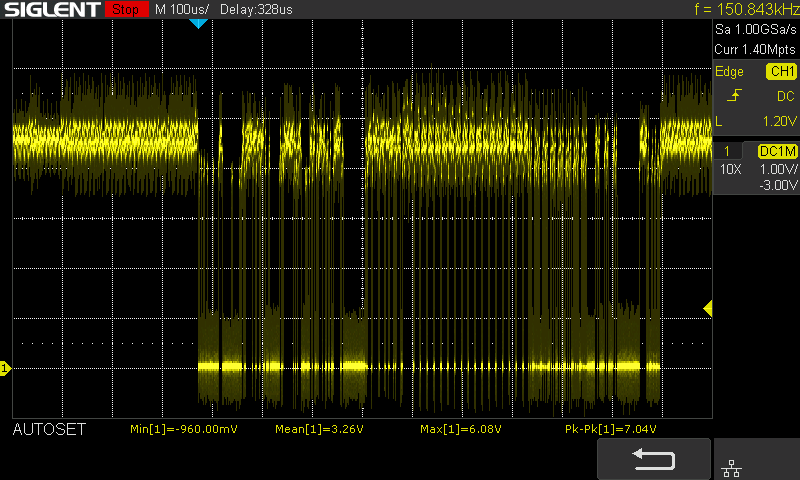 SIGLENT Stop M 100us/ Delay:328us f = 150.843kHz
Sa 1.00GSa/s
Curr 1.40Mpts
Edge CH1
DC
L 1.20V
1 DC1M
10X 1.00V/
-3.00V
1
AUTOSET Min[1]=-960.00mV Mean[1]=3.26V Max[1]=6.08V Pk-Pk[1]=7.04V